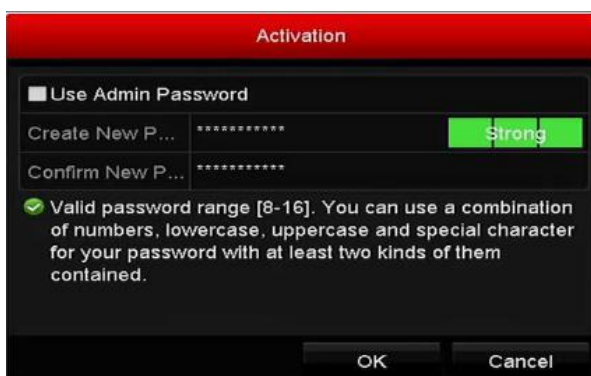 Activation
Use Admin Password
Create New P... *********** Strong
Confirm New P... ***********
Valid password range [8-16]. You can use a combination
of numbers, lowercase, uppercase and special character
for your password with at least two kinds of them
contained.
OK Cancel